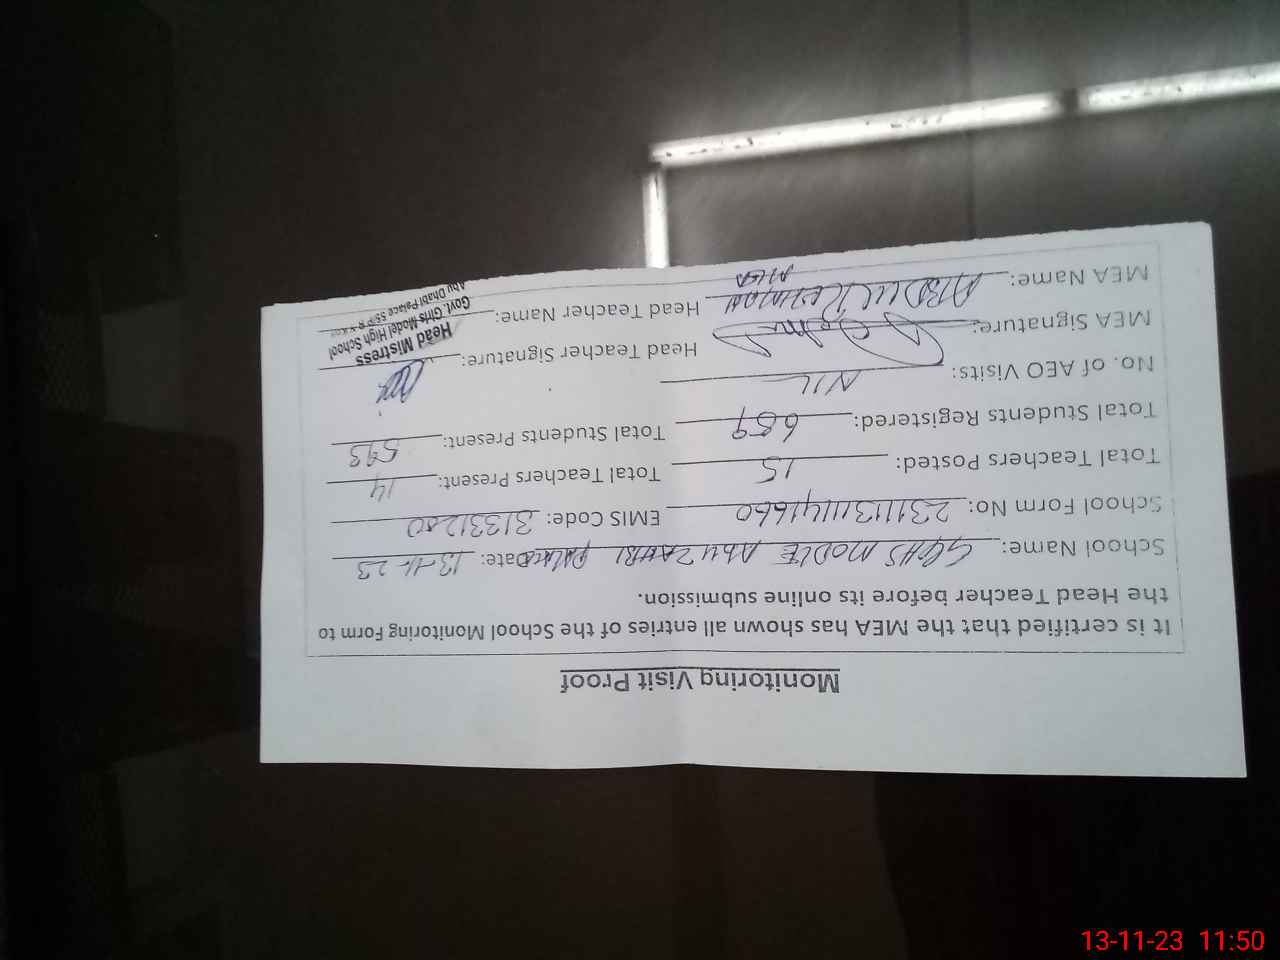 Monitoring Visit Proof
It is certified that the MEA has shown all entries of the School Monitoring Form to
the Head Teacher before its online submission.
School Name: GGHS MODLE ABU ZAHBI PALACE Date: 13-11-23
School Form No: EMIS Code: 31331200
Total Teachers Posted: 15 Total Teachers Present: 14
Total Students Registered: 659 Total Students Present: 593
No. of AEO Visits: NIL
MEA Signature: Head Teacher Signature:
MEA Name: ABDUL REHMAN Head Teacher Name:
MEA
Head Mistress
Govt. Girls Model High School
Abu Dhabi Palace
13-11-23 11:50